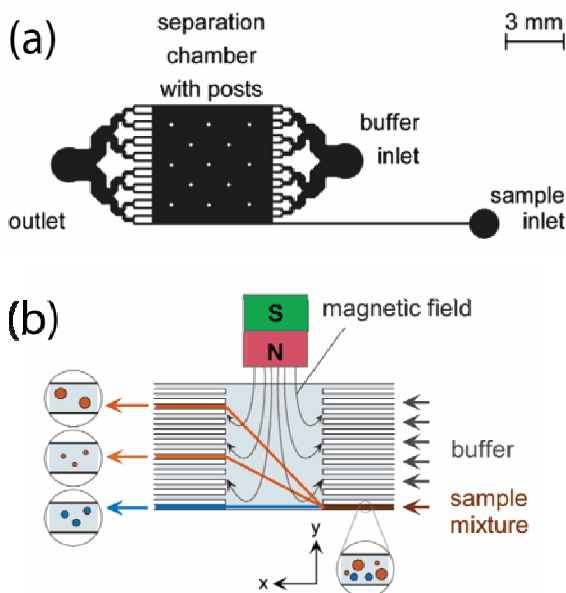 (a)
separation
chamber
with posts
3 mm
buffer
inlet
outlet
sample
inlet
(b)
S
N
magnetic field
buffer
sample
mixture
y
x